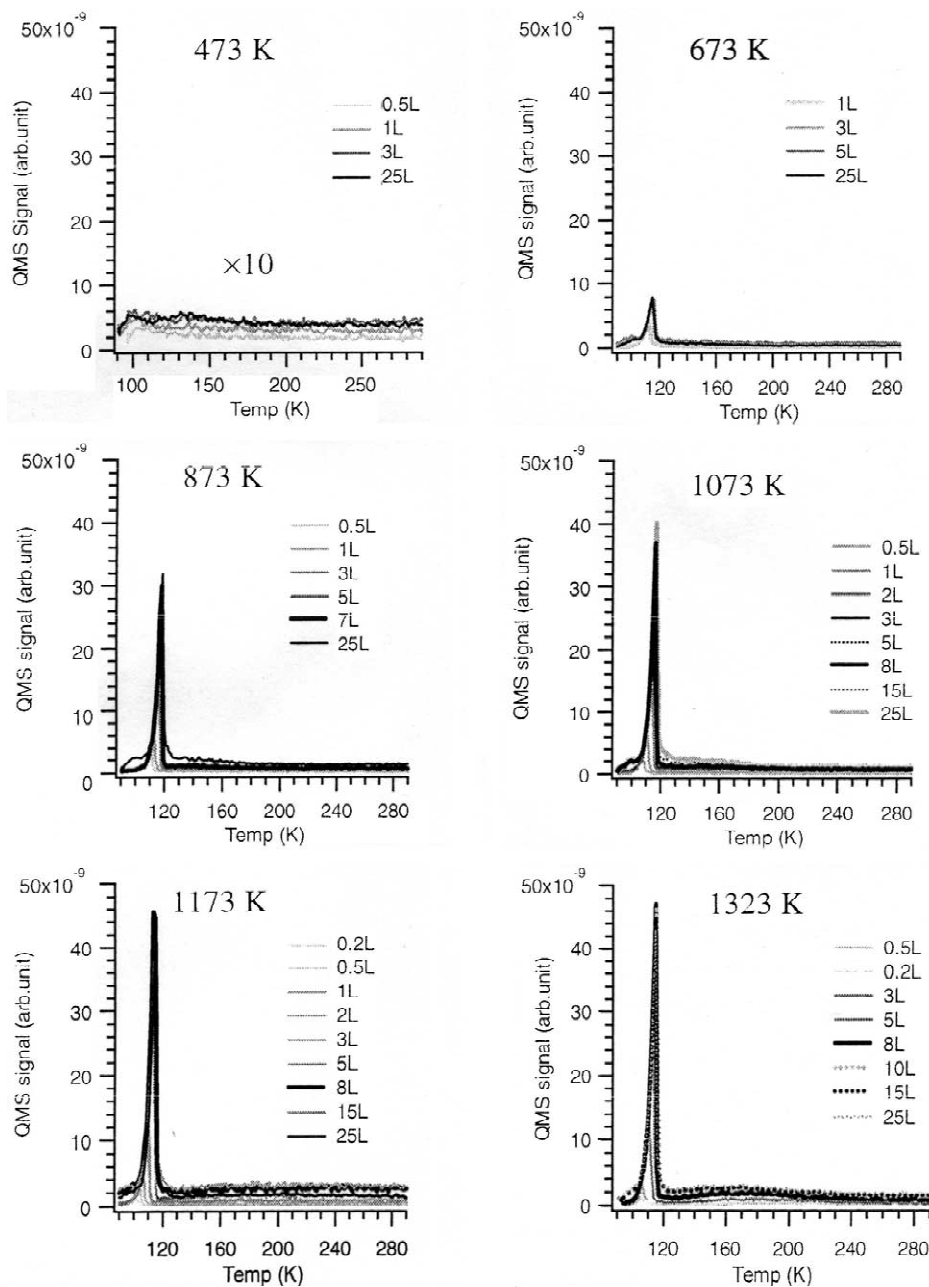 50x10-9
473 K
QMS Signal (arb.unit)
40
30
20
10
0
0.5L
1L
3L
25L
×10
100
150
200
250
Temp (K)
50x10-9
673 K
QMS signal (arb.unit)
40
30
20
10
0
1L
3L
5L
25L
120
160
200
240
280
Temp (K)
50x10-9
873 K
QMS signal (arb.unit)
40
30
20
10
0
0.5L
1L
3L
5L
7L
25L
120
160
200
240
280
Temp (K)
50x10-9
1073 K
QMS signal (arb.unit)
40
30
20
10
0
0.5L
1L
2L
3L
5L
8L
15L
25L
120
160
200
240
280
Temp (K)
50x10-9
1173 K
QMS signal (arb.unit)
40
30
20
10
0
0.2L
0.5L
1L
2L
3L
5L
8L
15L
25L
120
160
200
240
280
Temp (K)
50x10-9
1323 K
QMS signal (arb.unit)
40
30
20
10
0
0.5L
0.2L
3L
5L
8L
10L
15L
25L
120
160
200
240
280
Temp (K)